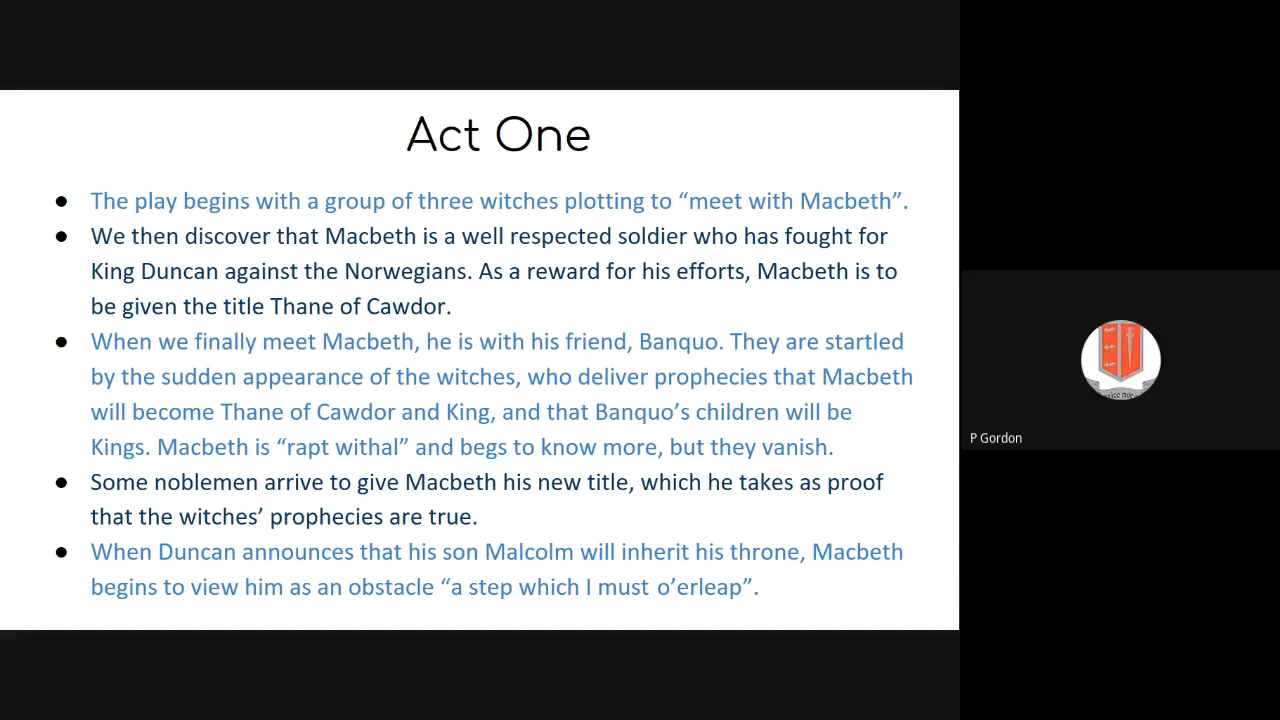 Act One
● The play begins with a group of three witches plotting to “meet with Macbeth”.
● We then discover that Macbeth is a well respected soldier who has fought for
King Duncan against the Norwegians. As a reward for his efforts, Macbeth is to
be given the title Thane of Cawdor.
● When we finally meet Macbeth, he is with his friend, Banquo. They are startled
by the sudden appearance of the witches, who deliver prophecies that Macbeth
will become Thane of Cawdor and King, and that Banquo’s children will be
Kings. Macbeth is “rapt withal” and begs to know more, but they vanish.
● Some noblemen arrive to give Macbeth his new title, which he takes as proof
that the witches’ prophecies are true.
● When Duncan announces that his son Malcolm will inherit his throne, Macbeth
begins to view him as an obstacle “a step which I must o’erleap”.
P Gordon